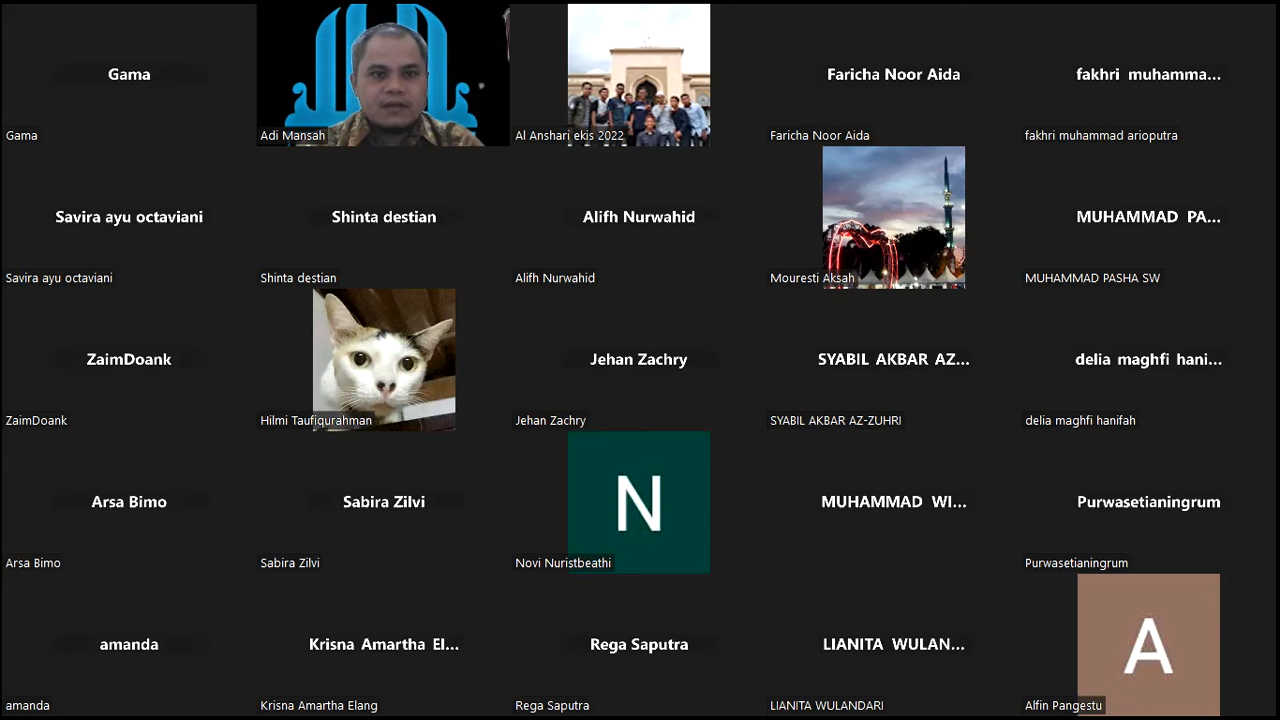 Gama
Faricha Noor Aida
fakhri muhamma...
Gama
Adi Mansah
Al Anshari ekis 2022
Faricha Noor Aida
fakhri muhammad arioputra
Savira ayu octaviani
Shinta destian
Alifh Nurwahid
MUHAMMAD PA...
Savira ayu octaviani
Shinta destian
Alifh Nurwahid
Mouresti Aksah
MUHAMMAD PASHA SW
ZaimDoank
Jehan Zachry
SYABIL AKBAR AZ...
delia maghfi hani...
ZaimDoank
Hilmi Taufiqurahman
Jehan Zachry
SYABIL AKBAR AZ-ZUHRI
delia maghfi hanifah
Arsa Bimo
Sabira Zilvi
N
MUHAMMAD WI...
Purwasetianingrum
Arsa Bimo
Sabira Zilvi
Novi Nuristbeathi
Purwasetianingrum
amanda
Krisna Amartha El...
Rega Saputra
LIANITA WULAN...
A
amanda
Krisna Amartha Elang
Rega Saputra
LIANITA WULANDARI
Alfin Pangestu